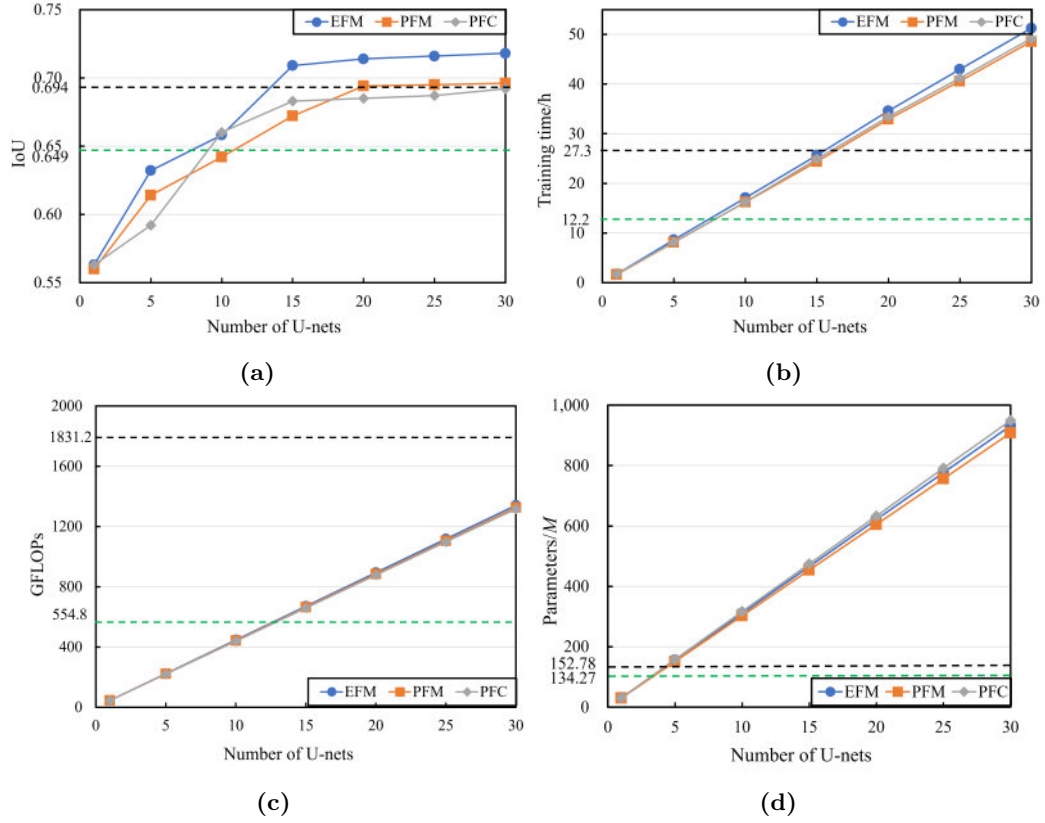 0.75
EFM PFM PFC
0.70
0.694
0.65
0.649
0.60
0.55
IoU
0 5 10 15 20 25 30
Number of U-nets
(a)
EFM PFM PFC
50
40
30
27.3
20
12.2
10
0
Training time/h
0 5 10 15 20 25 30
Number of U-nets
(b)
2000
1831.2
1600
1200
800
554.8
400
0
GFLOPs
EFM PFM PFC
0 5 10 15 20 25 30
Number of U-nets
(c)
1,000
800
600
400
200
152.78
134.27
0
Parameters/M
EFM PFM PFC
0 5 10 15 20 25 30
Number of U-nets
(d)